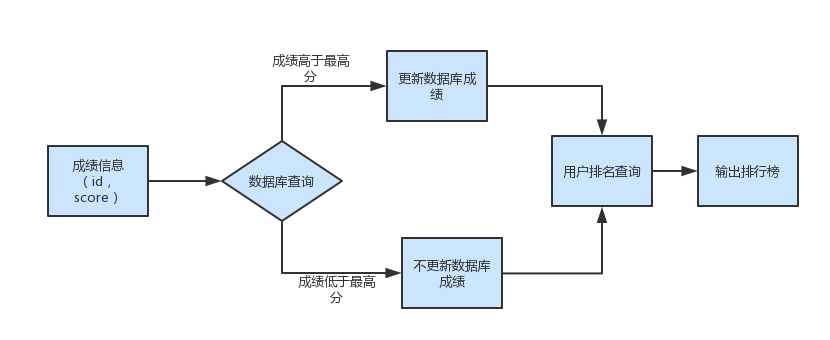 成绩高于最高
分
更新数据库成
绩
成绩信息
（id，
score）
数据库查询
用户排名查询
输出排行榜
不更新数据库
成绩
成绩低于最高
分